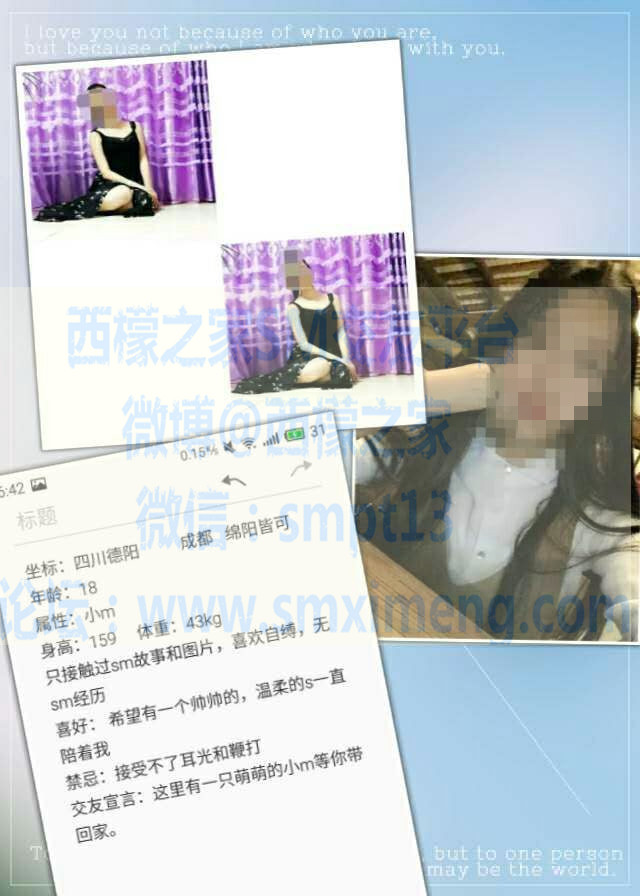 I love you not because of who you are,
but because of who
with you.
西檬之家SM交友平台
微博@西檬之家
微信：smpt13
论坛：www.smximeng.com
0.15%
31
:42
标题
坐标：四川德阳 成都 绵阳皆可
年龄：18
属性：小m
身高：159 体重：43kg
只接触过sm故事和图片，喜欢自缚，无
sm经历
喜好： 希望有一个帅帅的，温柔的s一直
陪着我
禁忌：接受不了耳光和鞭打
交友宣言：这里有一只萌萌的小m等你带
回家。
but to one person
may be the world.